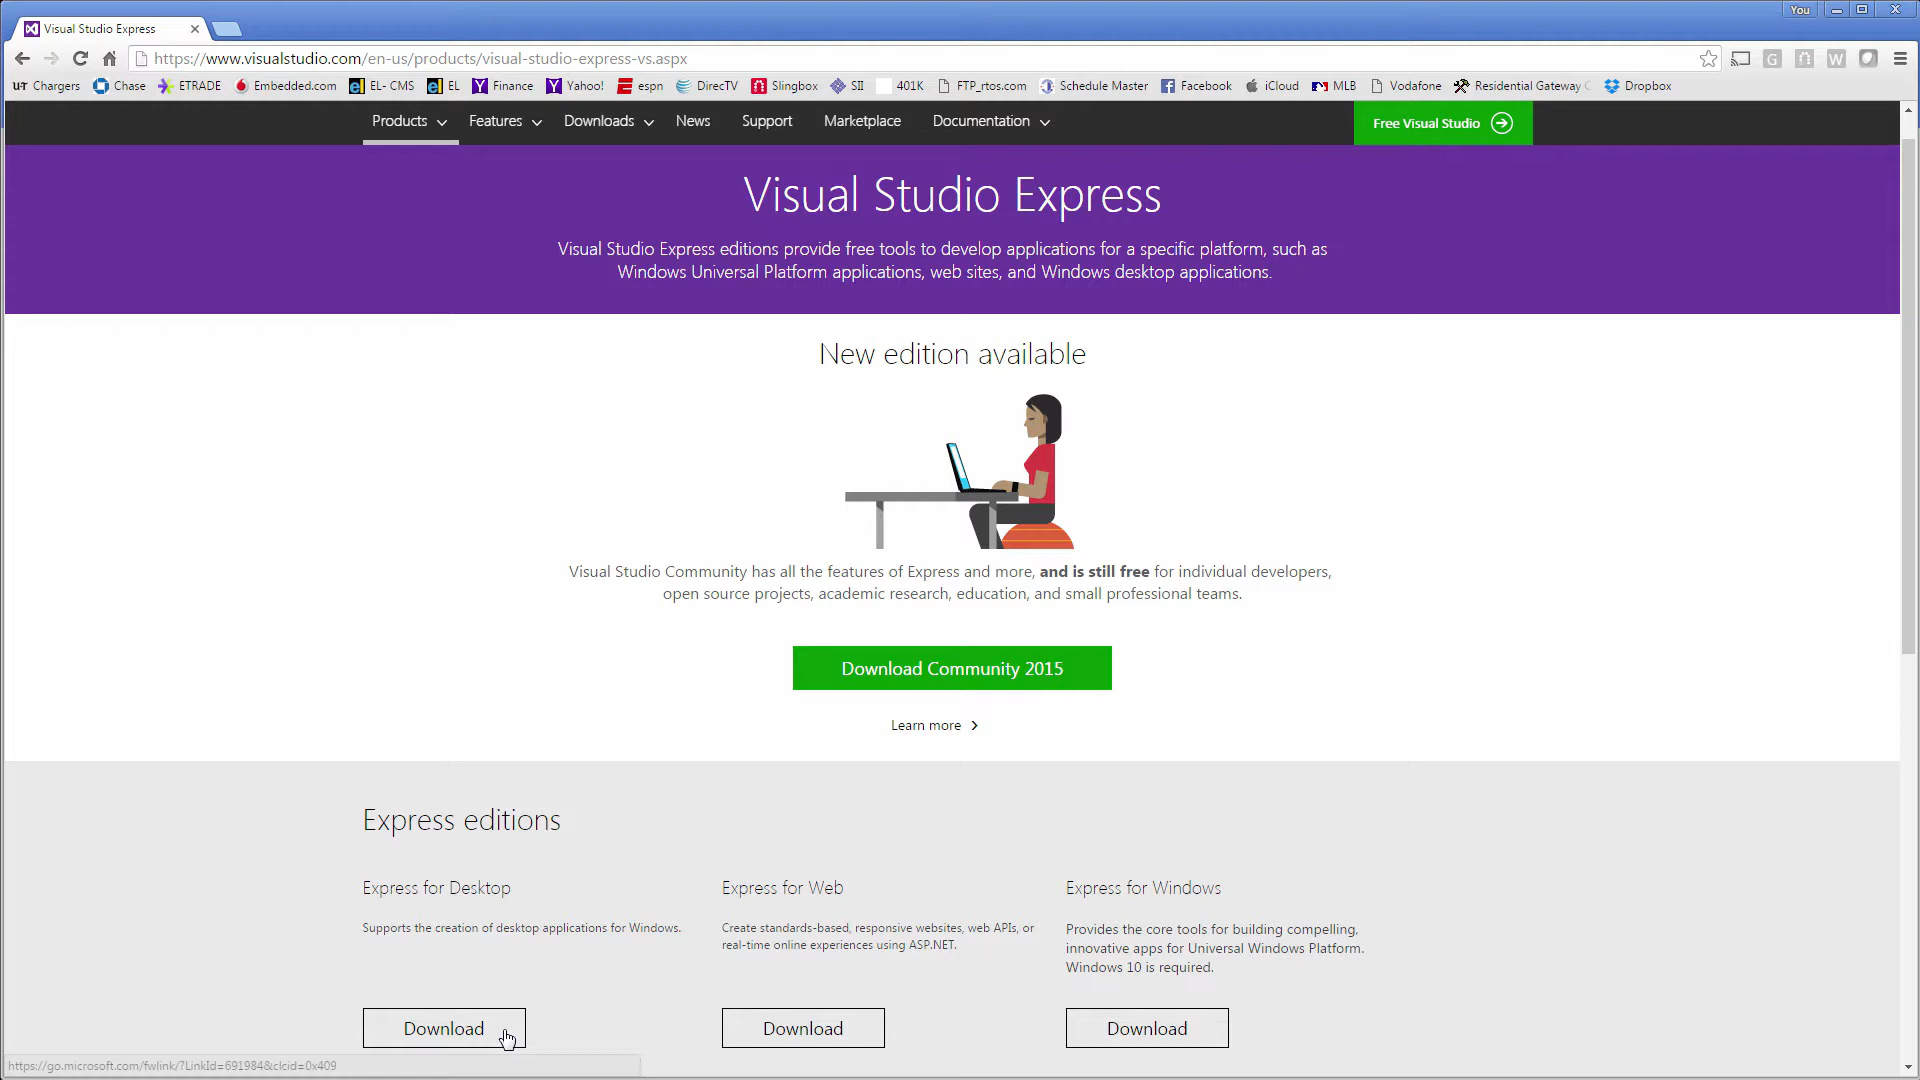 You
Visual Studio Express
https://www.visualstudio.com/en-us/products/visual-studio-express-vs.aspx
Chargers Chase ETRADE Embedded.com EL- CMS EL Finance Yahoo! espn DirecTV Slingbox SII 401K FTP_rtos.com Schedule Master Facebook iCloud MLB Vodafone Residential Gateway Dropbox
Products Features Downloads News Support Marketplace Documentation Free Visual Studio
Visual Studio Express
Visual Studio Express editions provide free tools to develop applications for a specific platform, such as
Windows Universal Platform applications, web sites, and Windows desktop applications.
New edition available
Visual Studio Community has all the features of Express and more, and is still free for individual developers,
open source projects, academic research, education, and small professional teams.
Download Community 2015
Learn more
Express editions
Express for Desktop
Supports the creation of desktop applications for Windows.
Download
Express for Web
Create standards-based, responsive websites, web APIs, or
real-time online experiences using ASP.NET.
Download
Express for Windows
Provides the core tools for building compelling,
innovative apps for Universal Windows Platform.
Windows 10 is required.
Download
https://go.microsoft.com/fwlink/?LinkId=691984&clcid=0x409